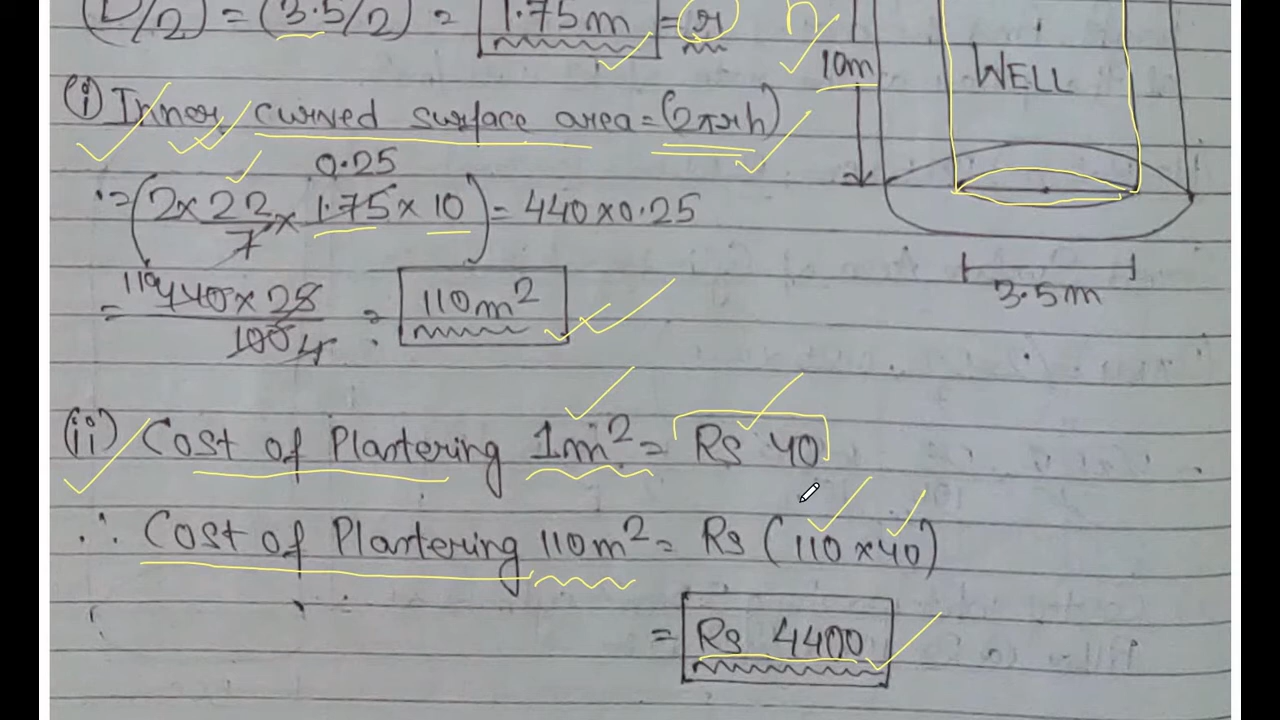 (D/2) = (3.5/2) = 1.75m = r h
10m WELL
(i) Inner curved surface area = (2πrh)
0.25
∴ = (2 × 22/7 × 1.75 × 10) = 440 × 0.25
3.5m
110
= 440 × 25/100 4 = 110m²
(ii) Cost of Plastering 1m² = Rs 40
∴ Cost of Plastering 110m² = Rs (110 × 40)
= Rs 4400